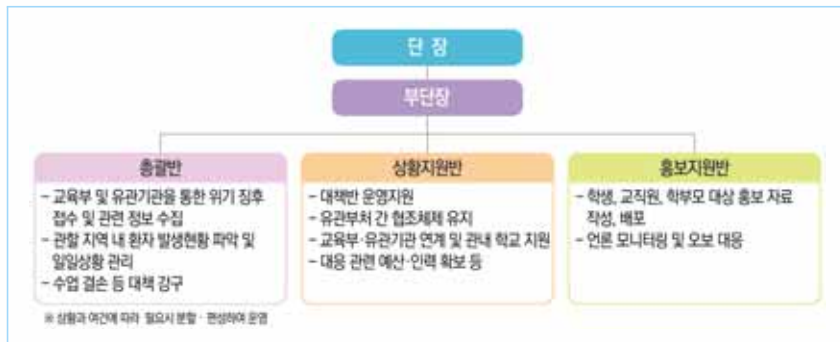 단 장
부단장
총괄반
- 교육부 및 유관기관을 통한 위기 징후
접수 및 관련 정보 수집
- 관할 지역 내 환자 발생현황 파악 및
일일상황 관리
- 수업 결손 등 대책 강구
상황지원반
- 대책반 운영지원
- 유관부처 간 협조체제 유지
- 교육부·유관기관 연계 및 관내 학교 지원
- 대응 관련 예산·인력 확보 등
홍보지원반
- 학생, 교직원, 학부모 대상 홍보 자료
작성, 배포
- 언론 모니터링 및 오보 대응
※ 상황과 여건에 따라 필요시 분할 · 편성하여 운영